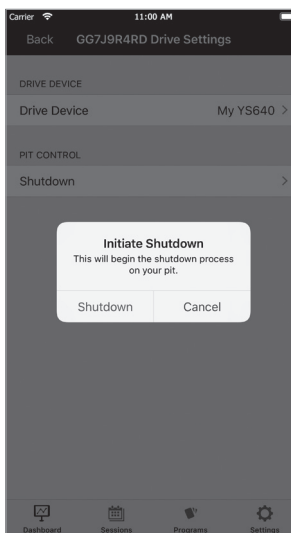 Carrier 11:00 AM
Back GG7J9R4RD Drive Settings
DRIVE DEVICE
Drive Device My YS640 >
PIT CONTROL
Shutdown >
Initiate Shutdown
This will begin the shutdown process
on your pit.
Shutdown Cancel
Dashboard Sessions Programs Settings